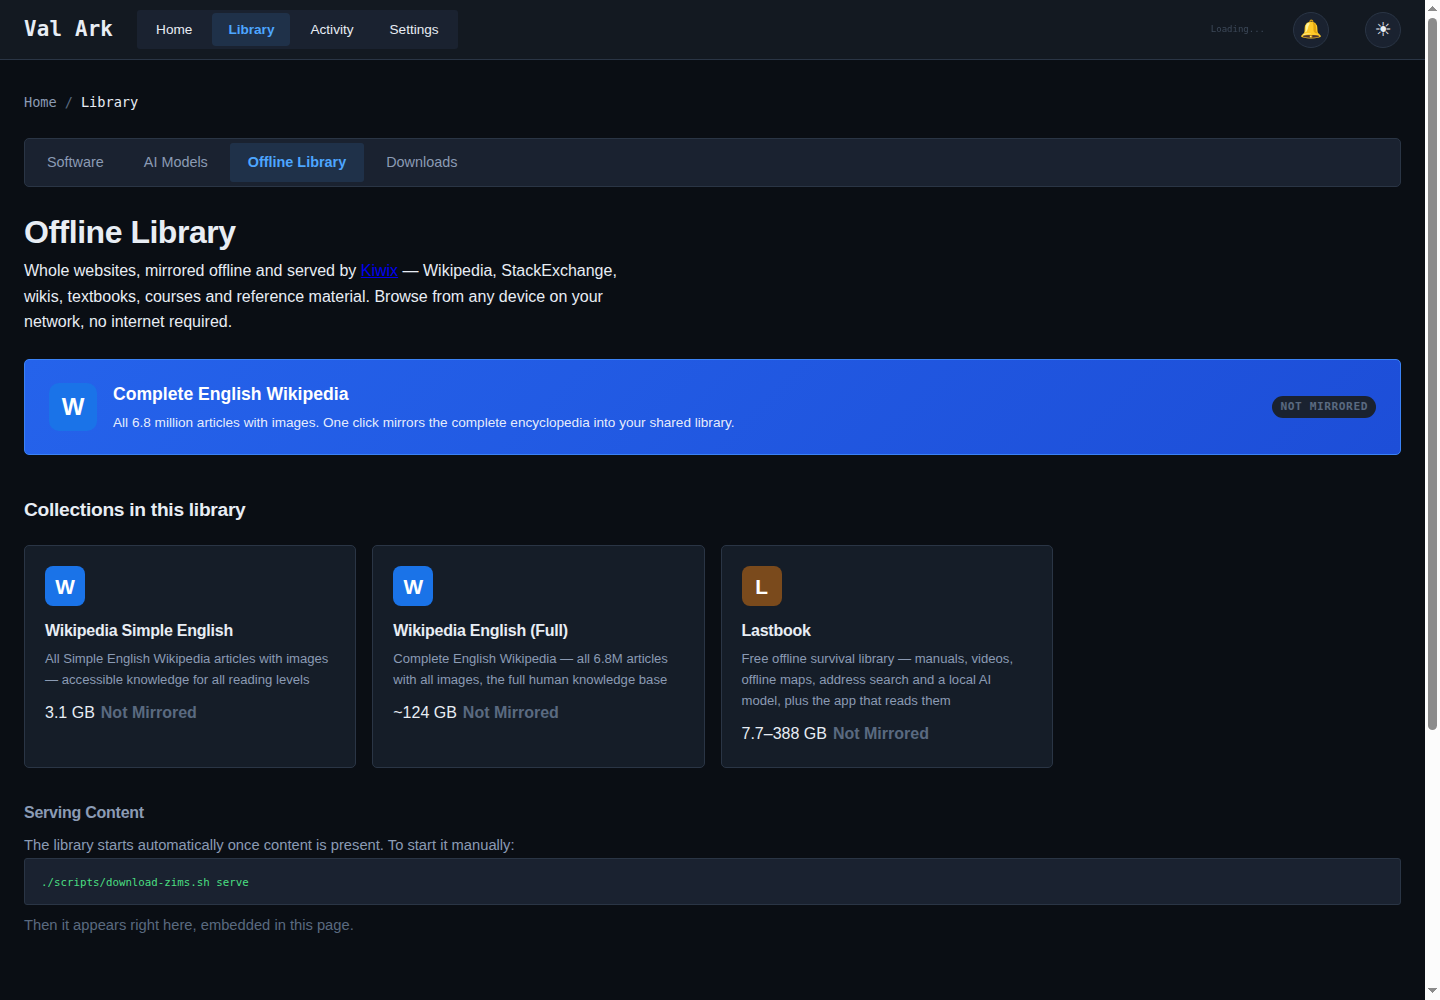 Val Ark
Home
Library
Activity
Settings
Loading...
Home / Library
Software
AI Models
Offline Library
Downloads
Offline Library
Whole websites, mirrored offline and served by Kiwix — Wikipedia, StackExchange,
wikis, textbooks, courses and reference material. Browse from any device on your
network, no internet required.
W
Complete English Wikipedia
All 6.8 million articles with images. One click mirrors the complete encyclopedia into your shared library.
NOT MIRRORED
Collections in this library
W
Wikipedia Simple English
All Simple English Wikipedia articles with images
— accessible knowledge for all reading levels
3.1 GB Not Mirrored
W
Wikipedia English (Full)
Complete English Wikipedia — all 6.8M articles
with all images, the full human knowledge base
~124 GB Not Mirrored
L
Lastbook
Free offline survival library — manuals, videos,
offline maps, address search and a local AI
model, plus the app that reads them
7.7–388 GB Not Mirrored
Serving Content
The library starts automatically once content is present. To start it manually:
./scripts/download-zims.sh serve
Then it appears right here, embedded in this page.